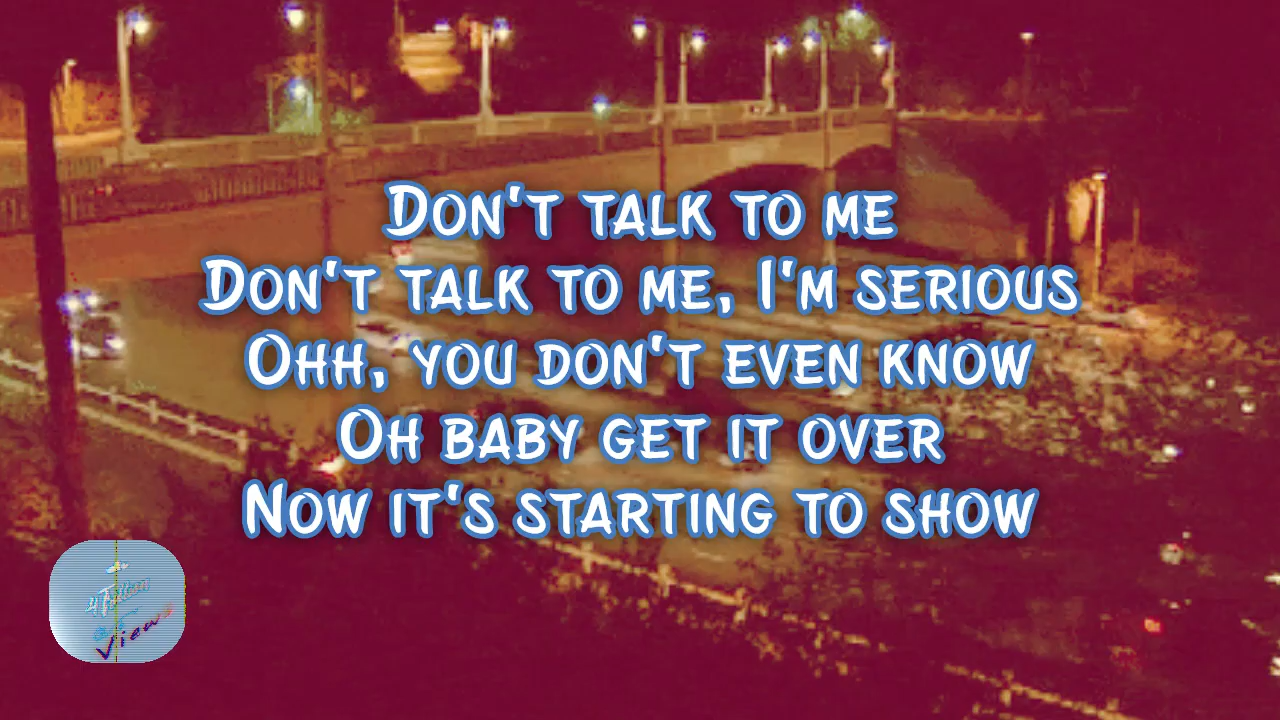 Don't talk to me
Don't talk to me, I'm serious
Ohh, you don't even know
Oh baby get it over
Now it's starting to show
Views